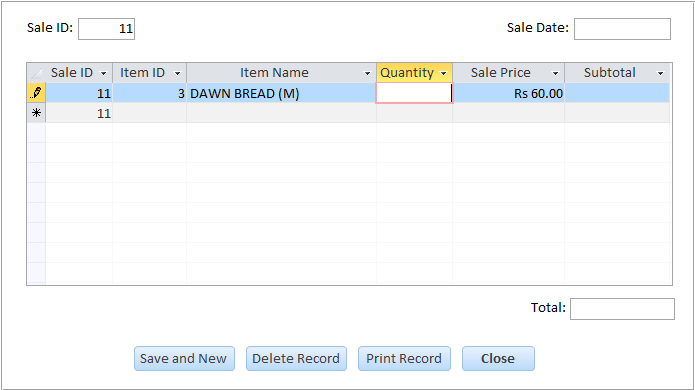 Sale ID: 11 Sale Date:
Sale ID Item ID Item Name Quantity Sale Price Subtotal
11 3 DAWN BREAD (M) Rs 60.00
11
Total:
Save and New Delete Record Print Record Close